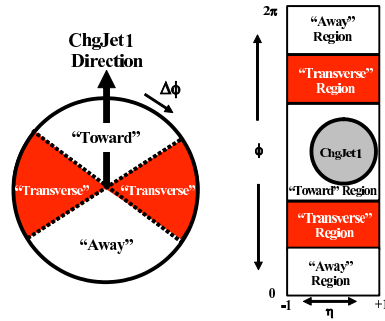 ChgJet1
Direction
Δϕ
“Toward”
“Transverse”
“Transverse”
“Away”
2π
“Away”
Region
“Transverse”
Region
ϕ
ChgJet1
“Toward” Region
“Transverse”
Region
“Away”
Region
0
-1
η
+1